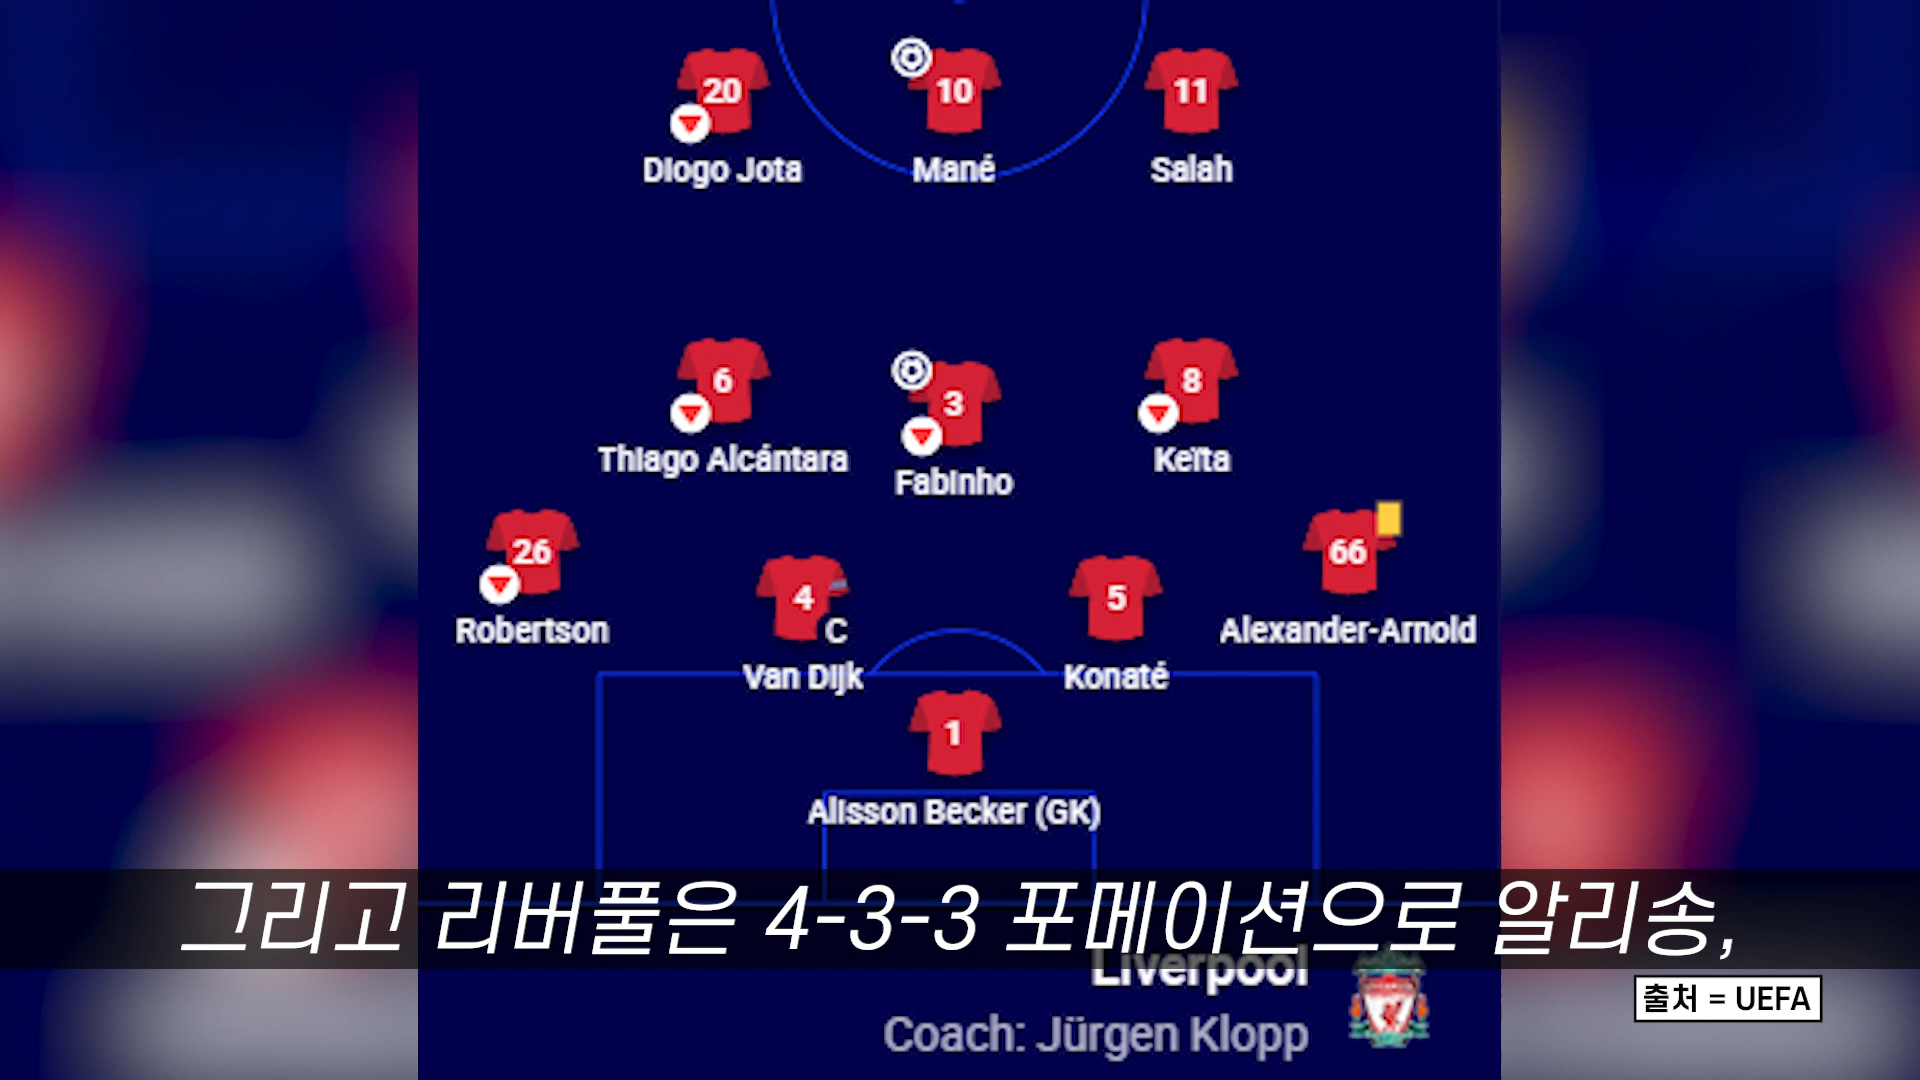 20 10 11
Diogo Jota Mané Salah
6 3 8
Thiago Alcántara Fabinho Keïta
26 4 5 66
C
Robertson Van Dijk Konaté Alexander-Arnold
1
Alisson Becker (GK)
그리고 리버풀은 4-3-3 포메이션으로 알리송,
Liverpool
Coach: Jürgen Klopp
출처 = UEFA